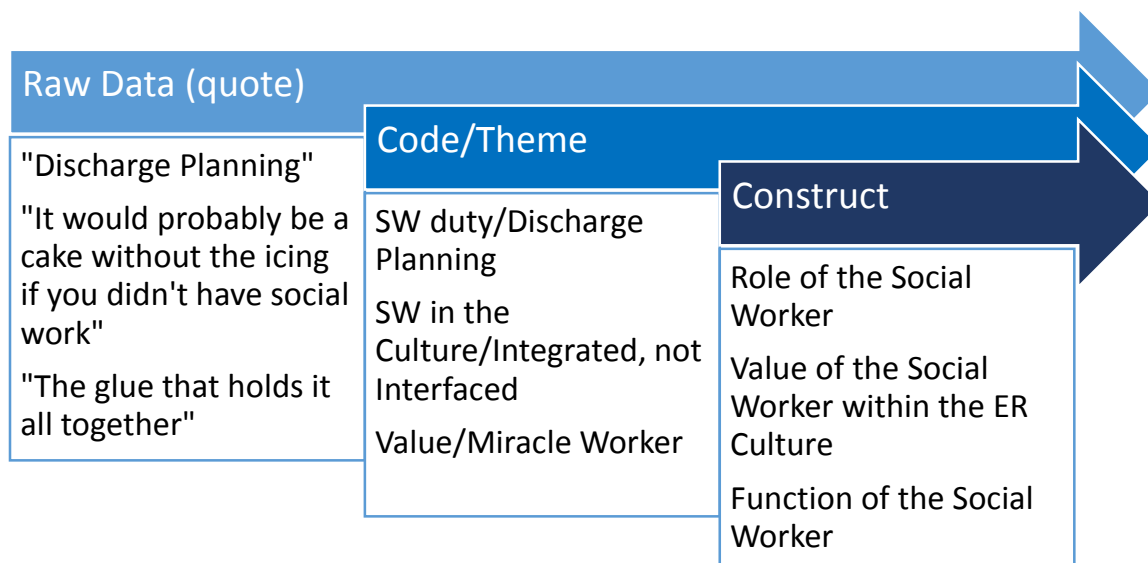 Raw Data (quote)
"Discharge Planning"
"It would probably be a
cake without the icing
if you didn't have social
work"
"The glue that holds it
all together"
Code/Theme
SW duty/Discharge
Planning
SW in the
Culture/Integrated, not
Interfaced
Value/Miracle Worker
Construct
Role of the Social
Worker
Value of the Social
Worker within the ER
Culture
Function of the Social
Worker